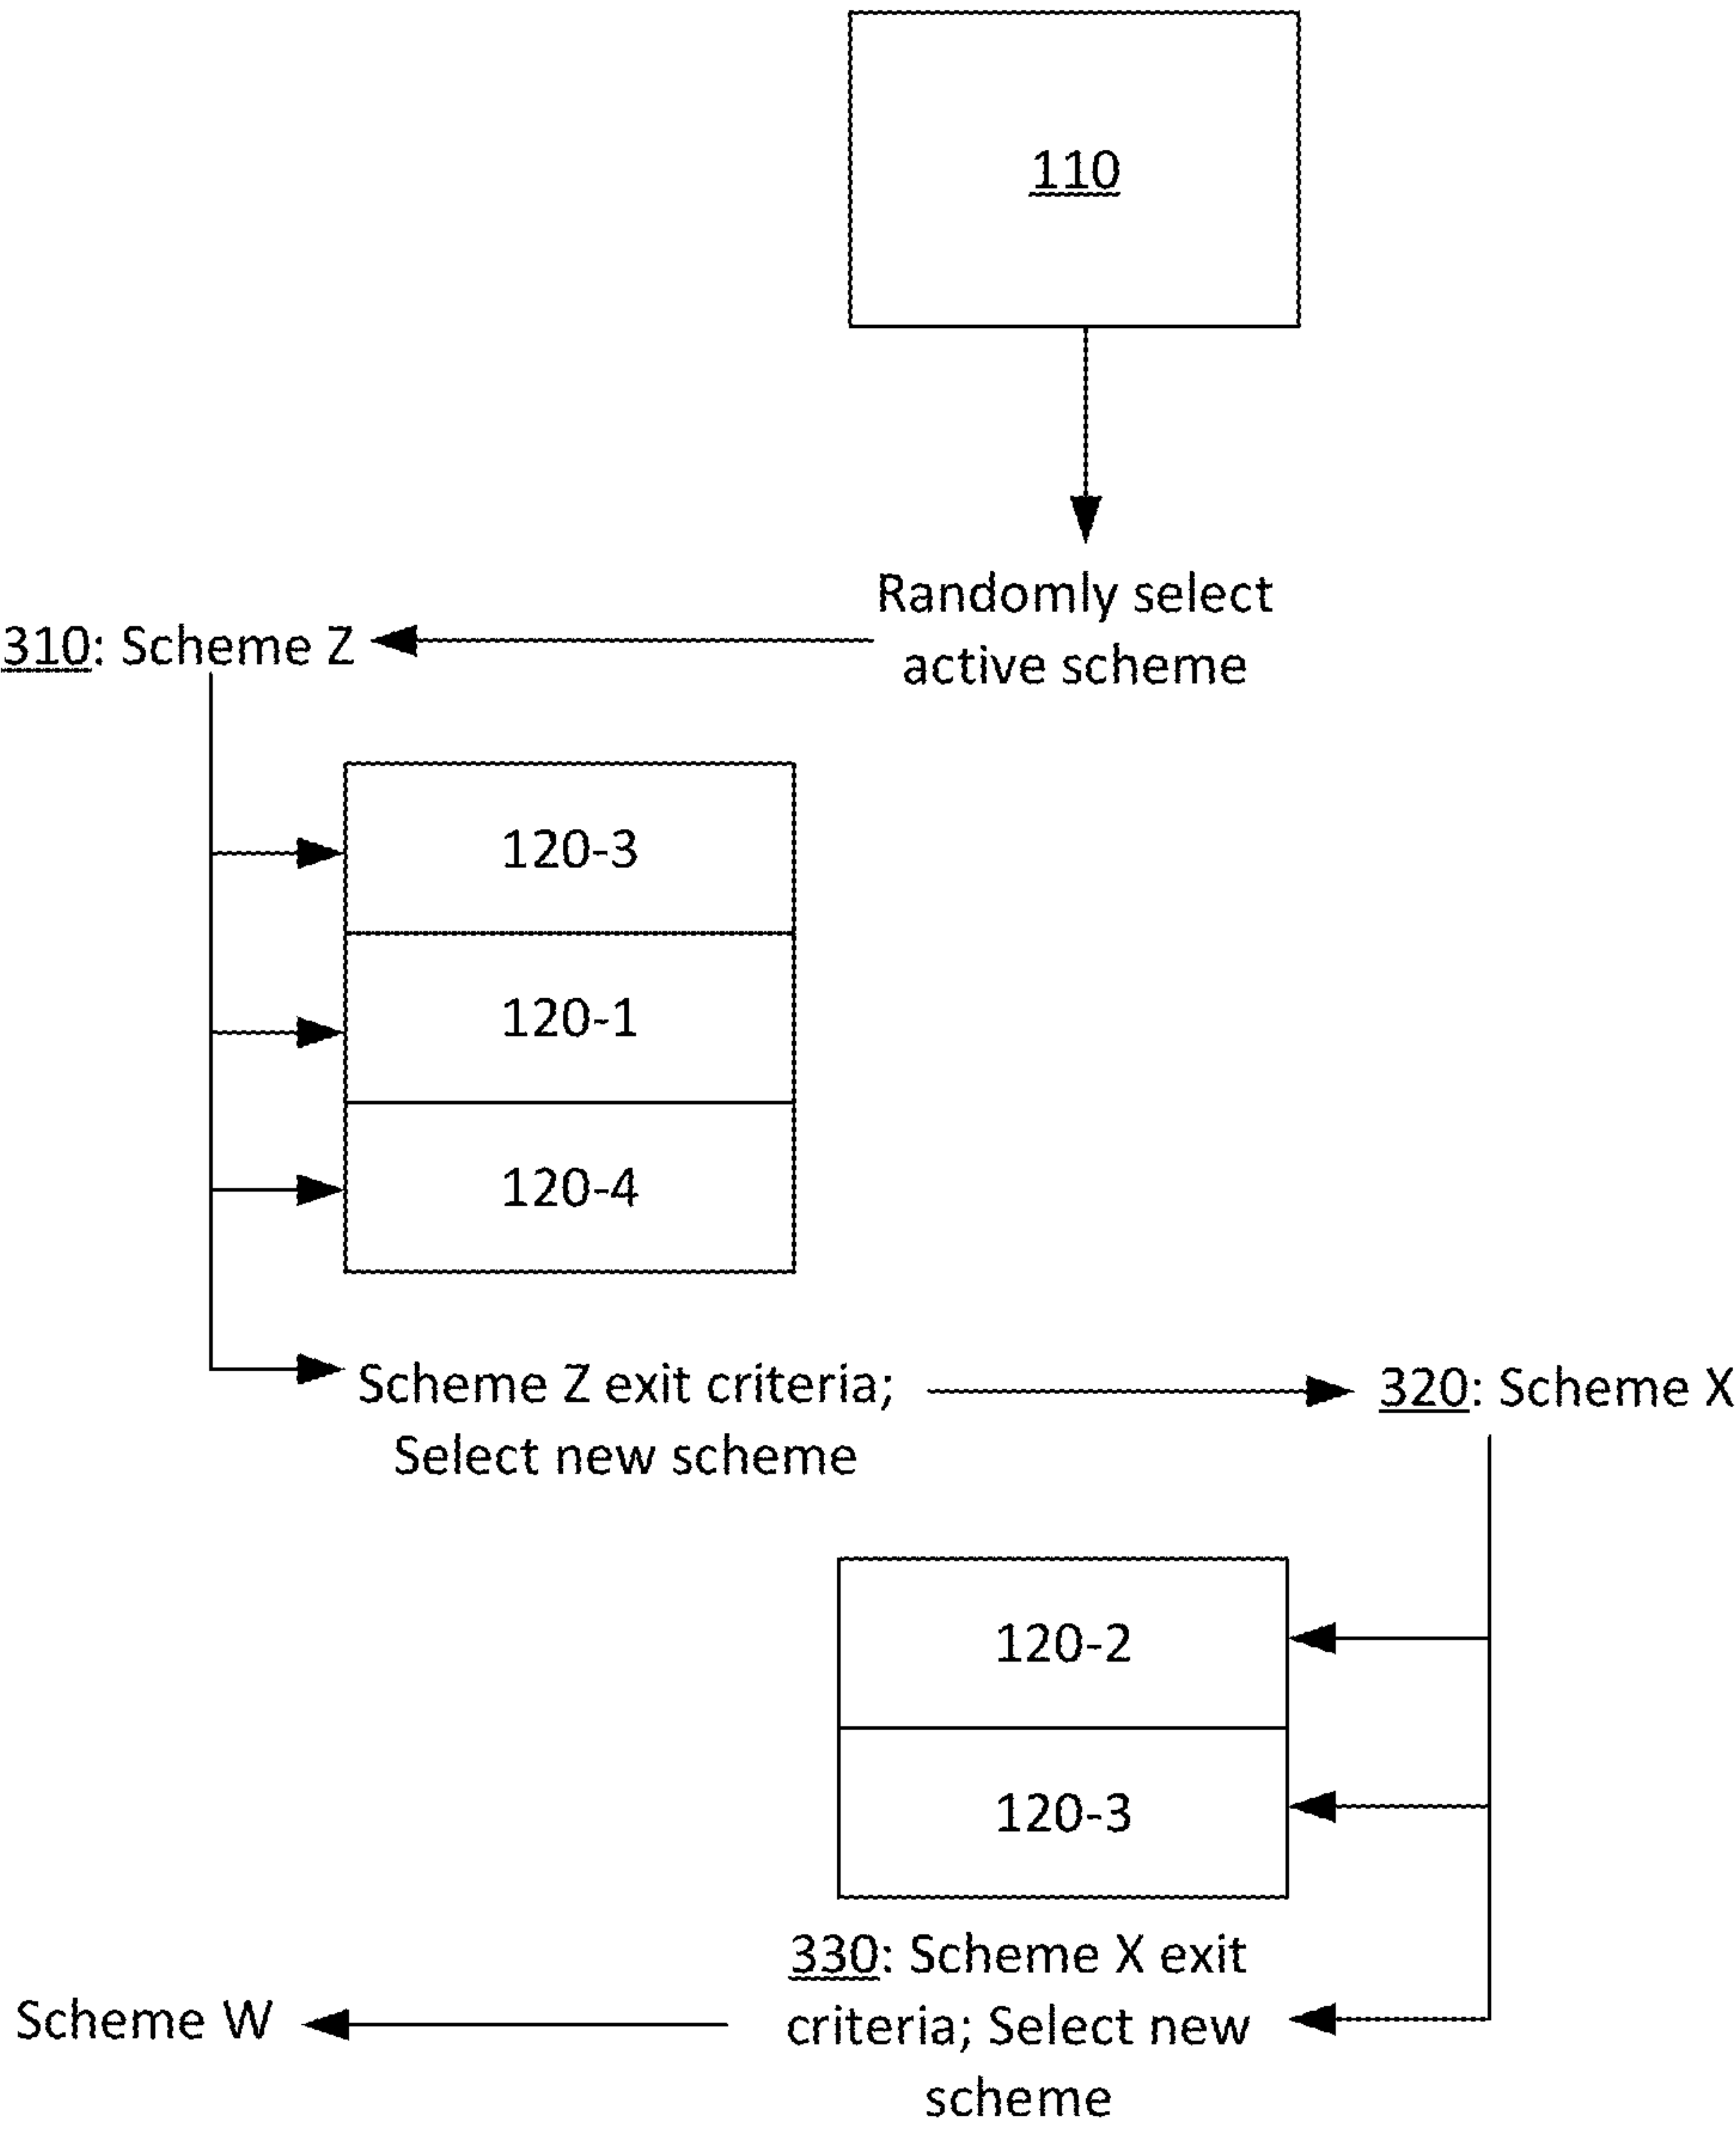 110
Randomly select
active scheme
310: Scheme Z
120-3
120-1
120-4
Scheme Z exit criteria;
Select new scheme
320: Scheme X
120-2
120-3
330: Scheme X exit
criteria; Select new
scheme
Scheme W